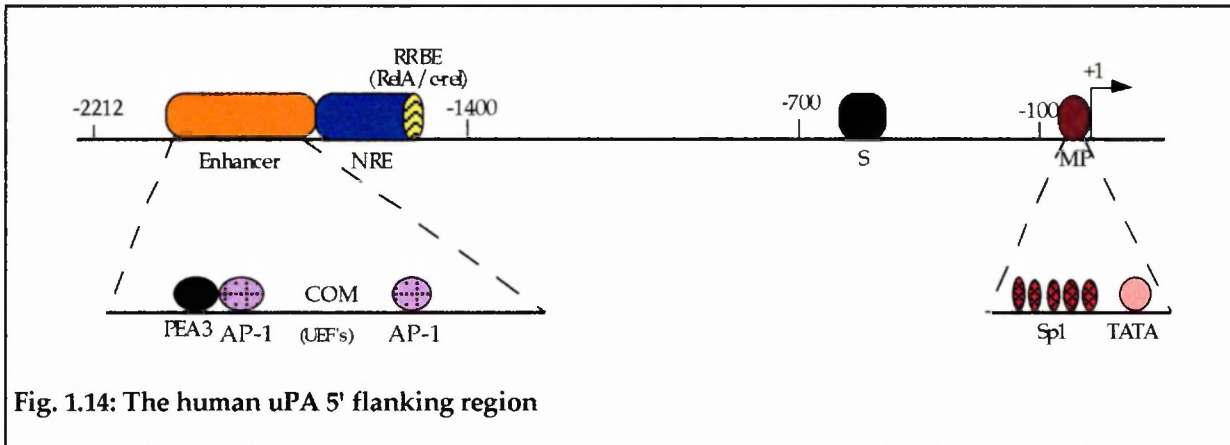 RRBE
(RelA / c-rel)
+1
-2212
-1400
-700
-100
Enhancer
NRE
S
MP
COM
PEA3
AP-1
(UEF's)
AP-1
Sp1
TATA
Fig. 1.14: The human uPA 5' flanking region